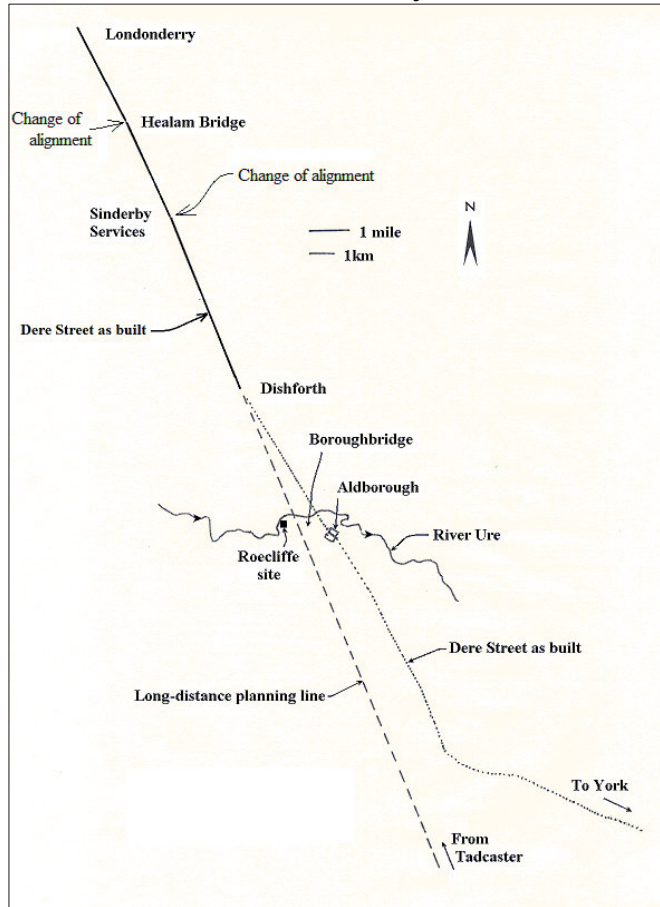 Londonderry
Change of
alignment
Healam Bridge
Change of alignment
N
Sinderby
Services
1 mile
1km
Dere Street as built
Dishforth
Boroughbridge
Aldborough
River Ure
Roecliffe
site
Dere Street as built
Long-distance planning line
To York
From
Tadcaster